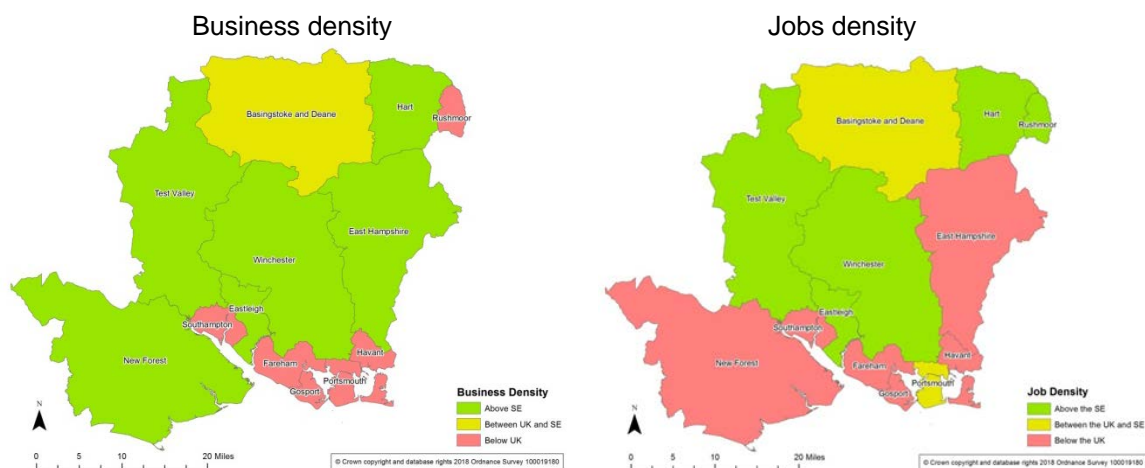 Business density
Basingstoke and Deane
Hart
Rushmoor
Test Valley
East Hampshire
Winchester
Eastleigh
Southampton
New Forest
Fareham
Havant
Portsmouth
Gosport
N
0 5 10 20 Miles
Business Density
Above SE
Between UK and SE
Below UK
© Crown copyright and database rights 2018 Ordnance Survey 100019180
Jobs density
Basingstoke and Deane
Hart
Rushmoor
Test Valley
East Hampshire
Winchester
Eastleigh
Southampton
New Forest
Fareham
Havant
Portsmouth
Gosport
N
0 5 10 20 Miles
Job Density
Above the SE
Between the UK and SE
Below the UK
© Crown copyright and database rights 2018 Ordnance Survey 100019180